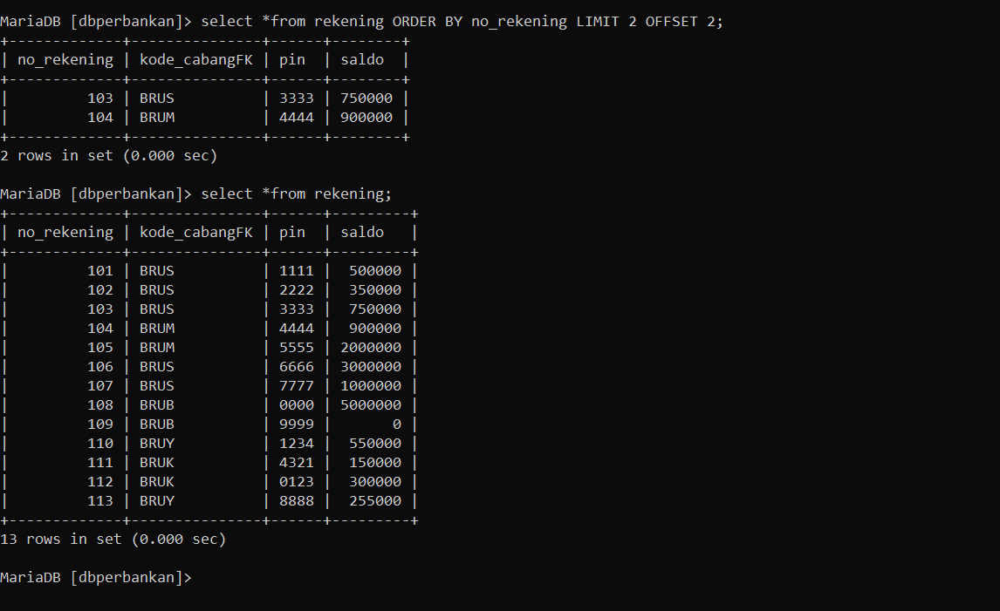 MariaDB [dbperbankan]> select *from rekening ORDER BY no_rekening LIMIT 2 OFFSET 2;
+-------------+---------------+------+--------+
| no_rekening | kode_cabangFK | pin  | saldo  |
+-------------+---------------+------+--------+
|         103 | BRUS          | 3333 | 750000 |
|         104 | BRUM          | 4444 | 900000 |
+-------------+---------------+------+--------+
2 rows in set (0.000 sec)

MariaDB [dbperbankan]> select *from rekening;
+-------------+---------------+------+---------+
| no_rekening | kode_cabangFK | pin  | saldo   |
+-------------+---------------+------+---------+
|         101 | BRUS          | 1111 |  500000 |
|         102 | BRUS          | 2222 |  350000 |
|         103 | BRUS          | 3333 |  750000 |
|         104 | BRUM          | 4444 |  900000 |
|         105 | BRUM          | 5555 | 2000000 |
|         106 | BRUS          | 6666 | 3000000 |
|         107 | BRUS          | 7777 | 1000000 |
|         108 | BRUB          | 0000 | 5000000 |
|         109 | BRUB          | 9999 |       0 |
|         110 | BRUY          | 1234 |  550000 |
|         111 | BRUK          | 4321 |  150000 |
|         112 | BRUK          | 0123 |  300000 |
|         113 | BRUY          | 8888 |  255000 |
+-------------+---------------+------+---------+
13 rows in set (0.000 sec)

MariaDB [dbperbankan]>